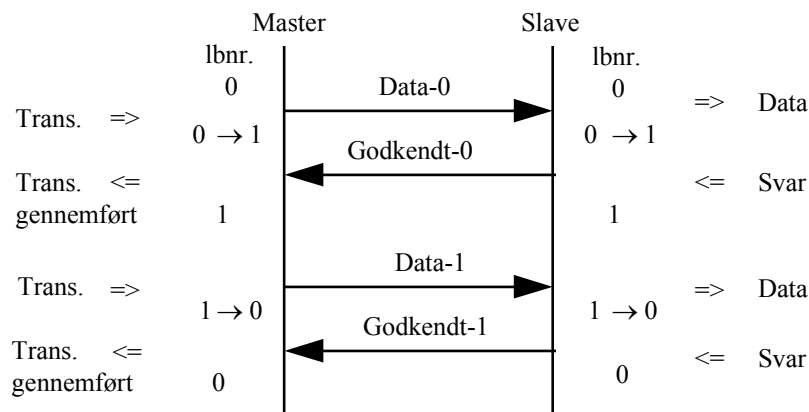 Master Slave
lbnr. lbnr.
0 Data-0 0
Trans. => 0 → 1 0 → 1 => Data
Godkendt-0
Trans. <= <= Svar
gennemført 1 1
Data-1
Trans. => => Data
1 → 0 1 → 0
Godkendt-1
Trans. <= <= Svar
gennemført 0 0